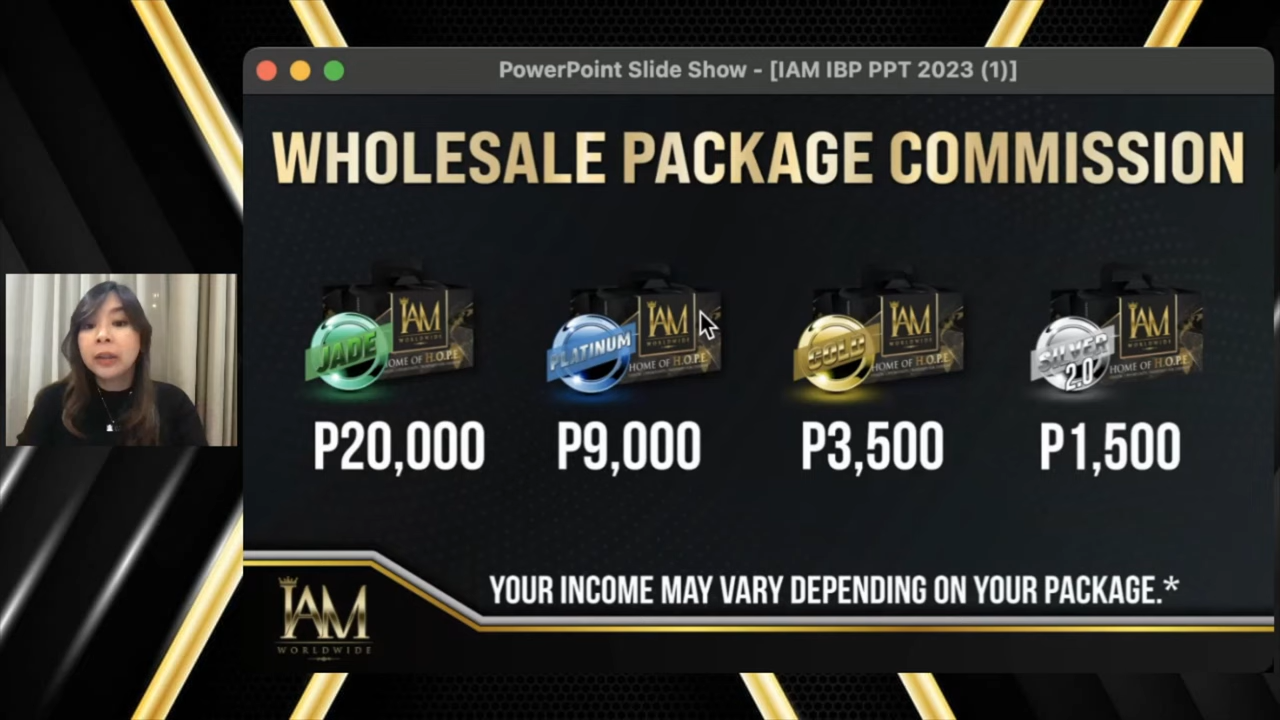 PowerPoint Slide Show - [IAM IBP PPT 2023 (1)]
WHOLESALE PACKAGE COMMISSION
IAM
WORLDWIDE
JADE
HOME OF H.O.P.E
IAM
WORLDWIDE
PLATINUM
HOME OF H.O.P.E
IAM
WORLDWIDE
GOLD
HOME OF H.O.P.E
IAM
WORLDWIDE
SILVER
2.0
HOME OF H.O.P.E
P20,000
P9,000
P3,500
P1,500
YOUR INCOME MAY VARY DEPENDING ON YOUR PACKAGE.*
IAM
WORLDWIDE